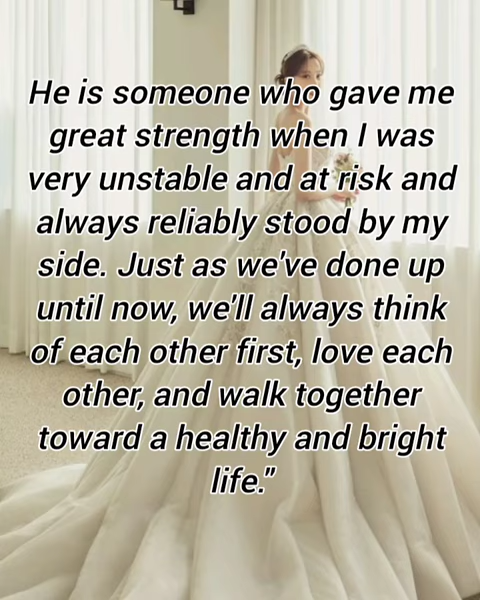 He is someone who gave me
great strength when I was
very unstable and at risk and
always reliably stood by my
side. Just as we've done up
until now, we'll always think
of each other first, love each
other, and walk together
toward a healthy and bright
life."